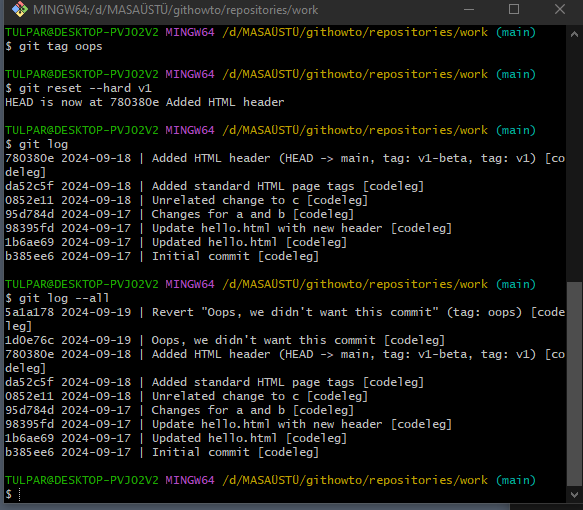 MINGW64:/d/MASAÜSTÜ/githowto/repositories/work
TULPAR@DESKTOP-PVJO2V2 MINGW64 /d/MASAÜSTÜ/githowto/repositories/work (main)
$ git tag oops
TULPAR@DESKTOP-PVJO2V2 MINGW64 /d/MASAÜSTÜ/githowto/repositories/work (main)
$ git reset --hard v1
HEAD is now at 780380e Added HTML header
TULPAR@DESKTOP-PVJO2V2 MINGW64 /d/MASAÜSTÜ/githowto/repositories/work (main)
$ git log
780380e 2024-09-18 | Added HTML header (HEAD -> main, tag: v1-beta, tag: v1) [co
deleg]
da52c5f 2024-09-18 | Added standard HTML page tags [codeleg]
0852e11 2024-09-18 | Unrelated change to c [codeleg]
95d784d 2024-09-17 | Changes for a and b [codeleg]
98395fd 2024-09-17 | Update hello.html with new header [codeleg]
1b6ae69 2024-09-17 | Updated hello.html [codeleg]
b385ee6 2024-09-17 | Initial commit [codeleg]
TULPAR@DESKTOP-PVJO2V2 MINGW64 /d/MASAÜSTÜ/githowto/repositories/work (main)
$ git log --all
5a1a178 2024-09-19 | Revert "Oops, we didn't want this commit" (tag: oops) [code
leg]
1d0e76c 2024-09-19 | Oops, we didn't want this commit [codeleg]
780380e 2024-09-18 | Added HTML header (HEAD -> main, tag: v1-beta, tag: v1) [co
deleg]
da52c5f 2024-09-18 | Added standard HTML page tags [codeleg]
0852e11 2024-09-18 | Unrelated change to c [codeleg]
95d784d 2024-09-17 | Changes for a and b [codeleg]
98395fd 2024-09-17 | Update hello.html with new header [codeleg]
1b6ae69 2024-09-17 | Updated hello.html [codeleg]
b385ee6 2024-09-17 | Initial commit [codeleg]
TULPAR@DESKTOP-PVJO2V2 MINGW64 /d/MASAÜSTÜ/githowto/repositories/work (main)
$